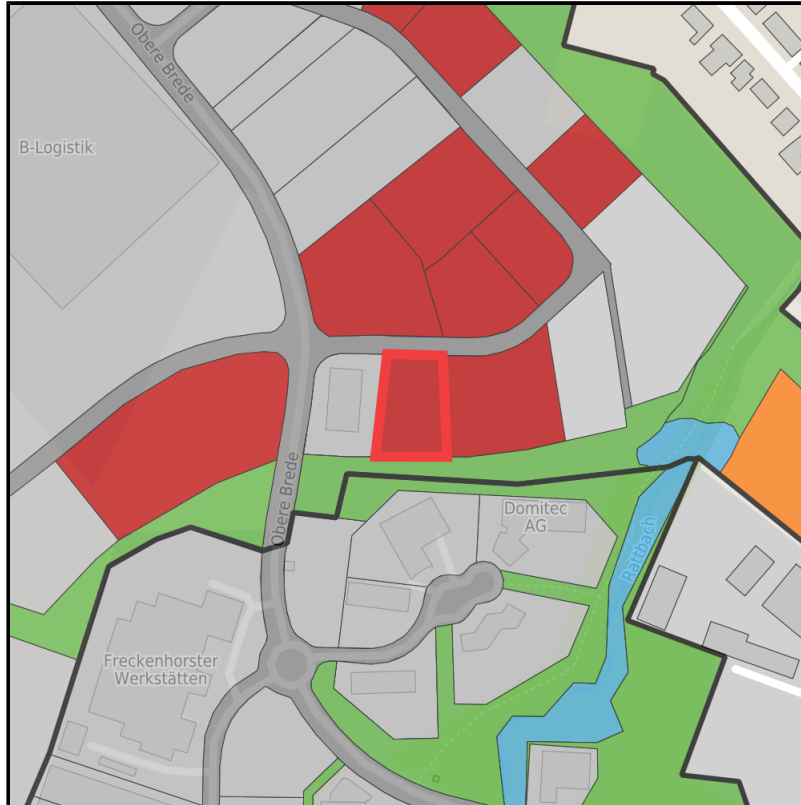 Obere Brede
B-Logistik
Obere Brede
Domitec
AG
Rattbach
Freckenhorster
Werkstätten